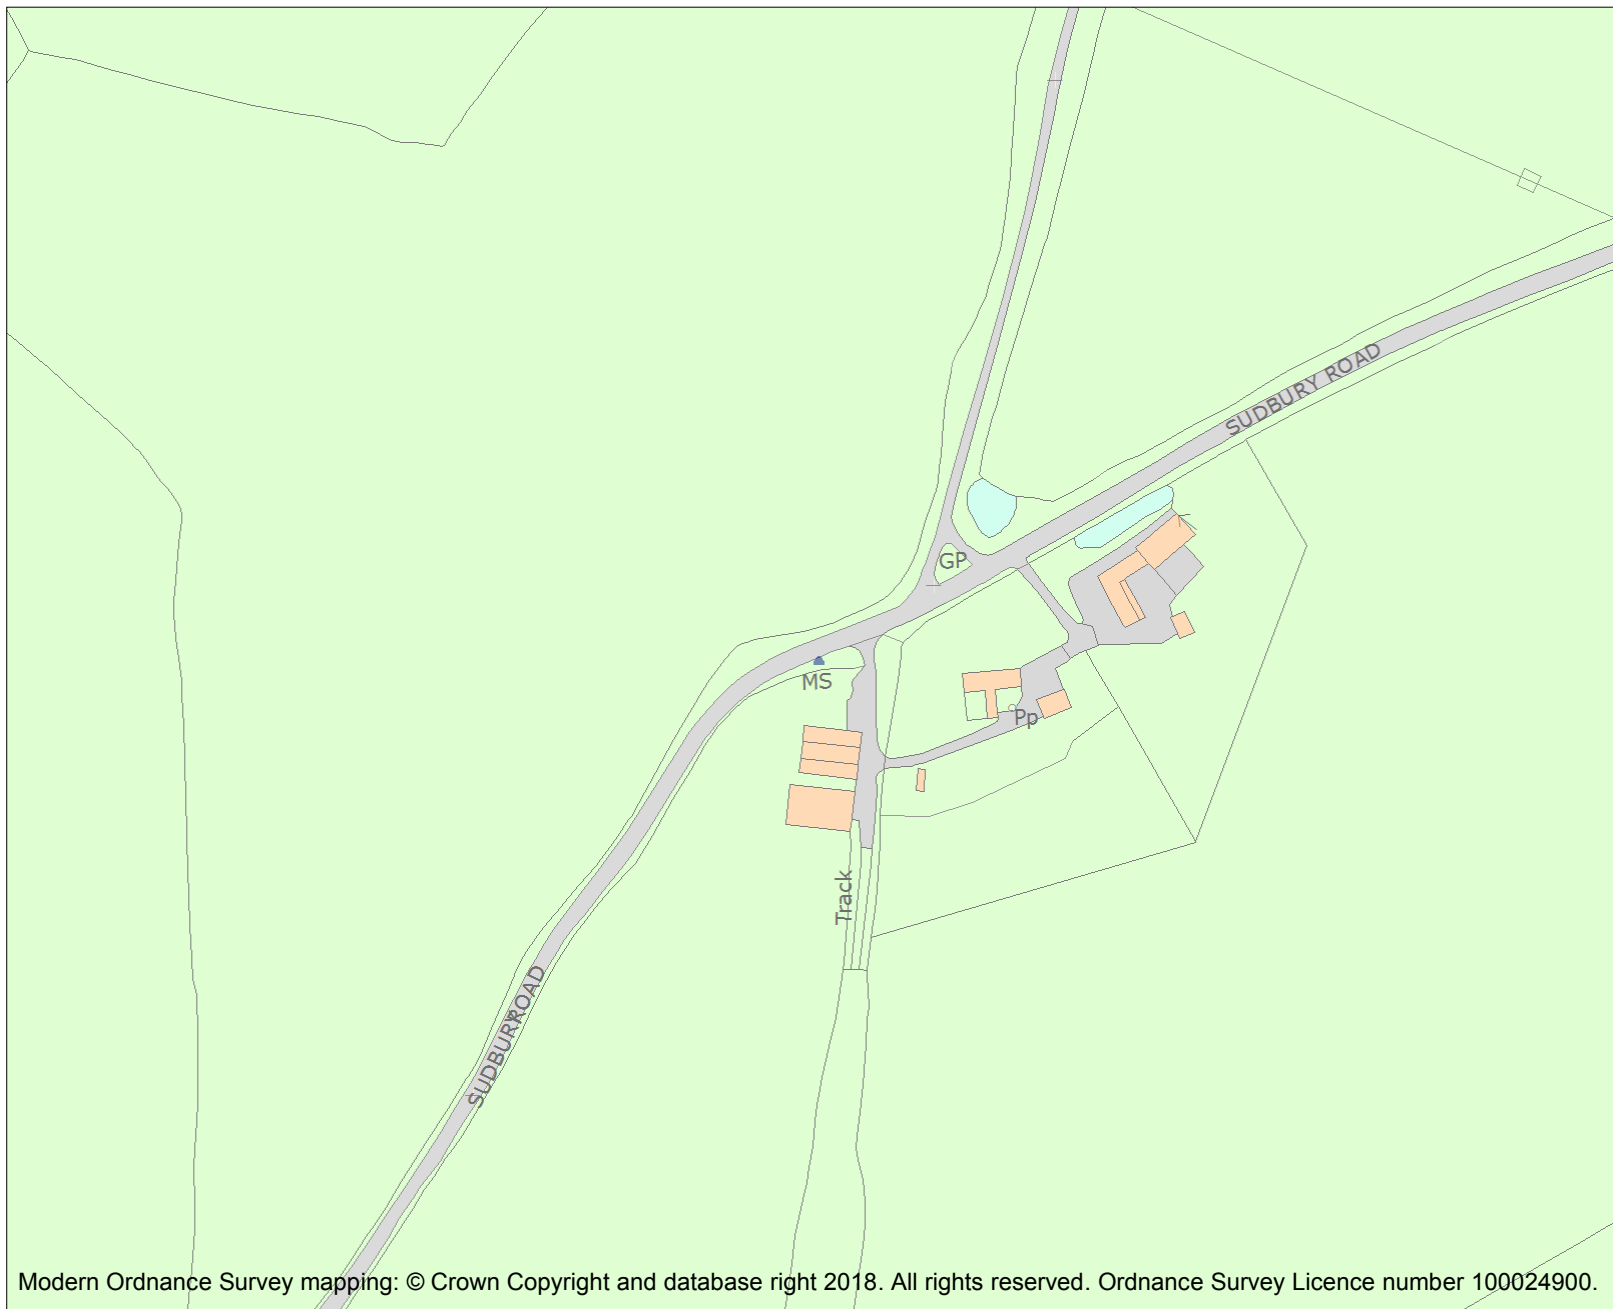 SUDBURY ROAD
GP
MS
Pp
Track
SUDBURY ROAD
Modern Ordnance Survey mapping: © Crown Copyright and database right 2018. All rights reserved. Ordnance Survey Licence number 100024900.